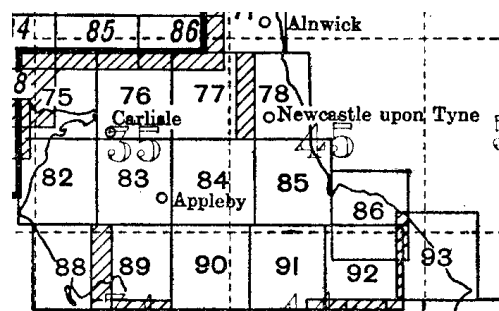 4 85 86 Alnwick
8 75 76 77 78
Carlisle Newcastle upon Tyne
35 45
82 83 84 85
Appleby 86
88 89 90 91 92 93